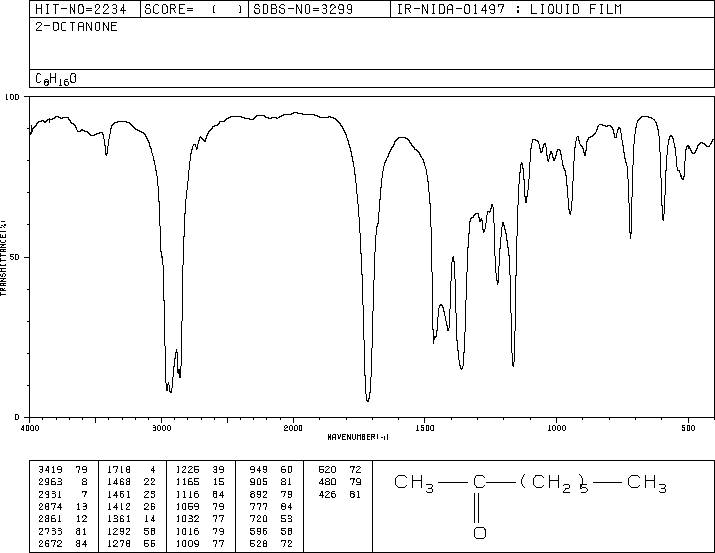 HIT-NO=2234 SCORE= ( ) SDBS-NO=3299 IR-NIDA-01497 : LIQUID FILM
2-OCTANONE
C8H16O
100
50
0
TRANSMITTANCE(%)
4000 3000 2000 1500 1000 500
WAVENUMBER(-1)
3419 79 1718 4 1226 39 949 60 520 72
2963 8 1468 22 1165 15 905 81 480 79
2931 7 1461 23 1116 64 892 79 426 81
2874 13 1412 26 1059 79 777 84
2861 12 1361 14 1032 77 720 53
2733 81 1292 58 1016 79 596 58
2672 84 1278 55 1009 77 528 72
CH3 C (CH2)5 CH3
O